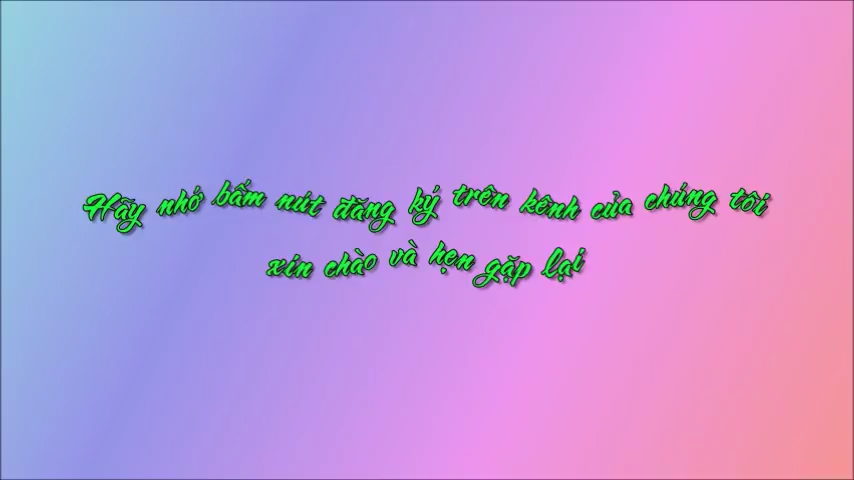 Hãy nhớ bấm nút đăng ký trên kênh của chúng tôi
xin chào và hẹn gặp lại